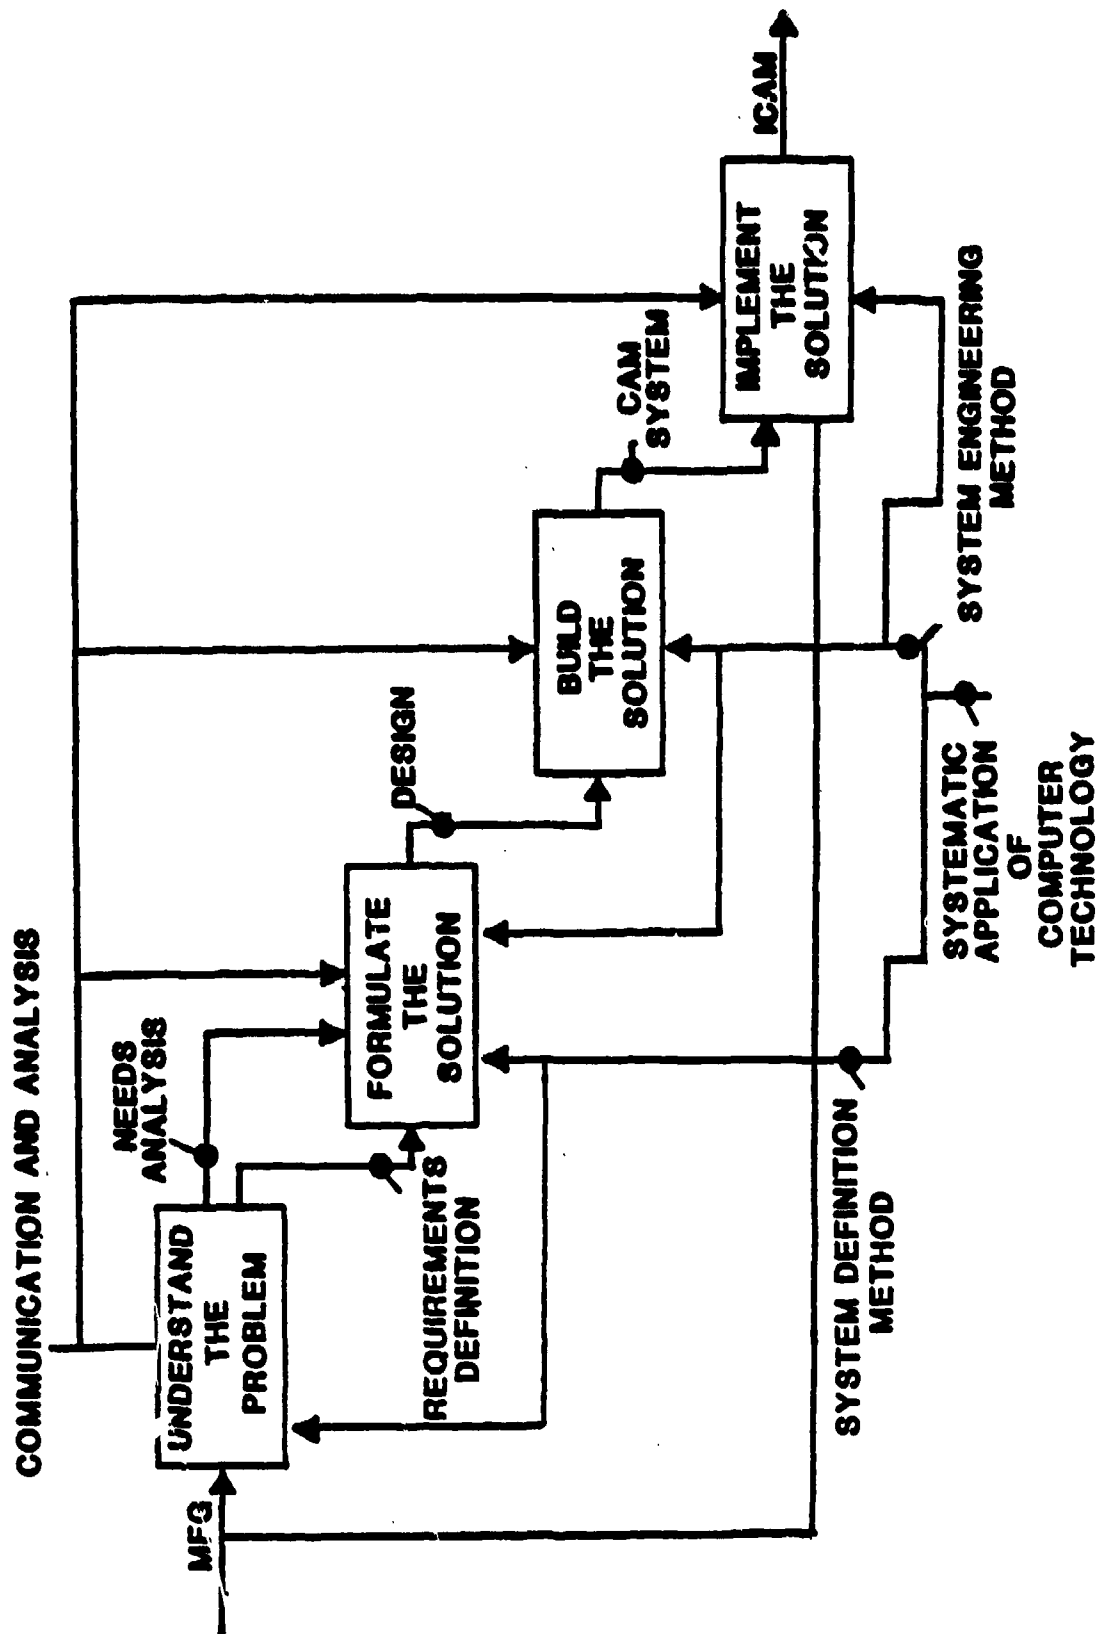 COMMUNICATION AND ANALYSIS
MFG
UNDERSTAND
THE
PROBLEM
NEEDS
ANALYSIS
REQUIREMENTS
DEFINITION
FORMULATE
THE
SOLUTION
DESIGN
BUILD
THE
SOLUTION
CAM
SYSTEM
IMPLEMENT
THE
SOLUTION
ICAM
SYSTEM DEFINITION
METHOD
SYSTEMATIC
APPLICATION
OF
COMPUTER
TECHNOLOGY
SYSTEM ENGINEERING
METHOD